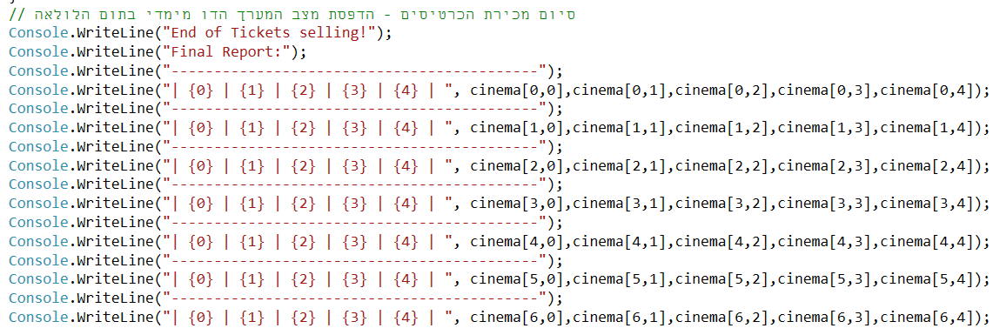 // סיום מכירת הכרטיסים - הדפסת מצב המערך הדו מימדי בתום הלולאה
Console.WriteLine("End of Tickets selling!");
Console.WriteLine("Final Report:");
Console.WriteLine("-------------------------------------------");
Console.WriteLine("| {0} | {1} | {2} | {3} | {4} | ", cinema[0,0],cinema[0,1],cinema[0,2],cinema[0,3],cinema[0,4]);
Console.WriteLine("-------------------------------------------");
Console.WriteLine("| {0} | {1} | {2} | {3} | {4} | ", cinema[1,0],cinema[1,1],cinema[1,2],cinema[1,3],cinema[1,4]);
Console.WriteLine("-------------------------------------------");
Console.WriteLine("| {0} | {1} | {2} | {3} | {4} | ", cinema[2,0],cinema[2,1],cinema[2,2],cinema[2,3],cinema[2,4]);
Console.WriteLine("-------------------------------------------");
Console.WriteLine("| {0} | {1} | {2} | {3} | {4} | ", cinema[3,0],cinema[3,1],cinema[3,2],cinema[3,3],cinema[3,4]);
Console.WriteLine("-------------------------------------------");
Console.WriteLine("| {0} | {1} | {2} | {3} | {4} | ", cinema[4,0],cinema[4,1],cinema[4,2],cinema[4,3],cinema[4,4]);
Console.WriteLine("-------------------------------------------");
Console.WriteLine("| {0} | {1} | {2} | {3} | {4} | ", cinema[5,0],cinema[5,1],cinema[5,2],cinema[5,3],cinema[5,4]);
Console.WriteLine("-------------------------------------------");
Console.WriteLine("| {0} | {1} | {2} | {3} | {4} | ", cinema[6,0],cinema[6,1],cinema[6,2],cinema[6,3],cinema[6,4]);